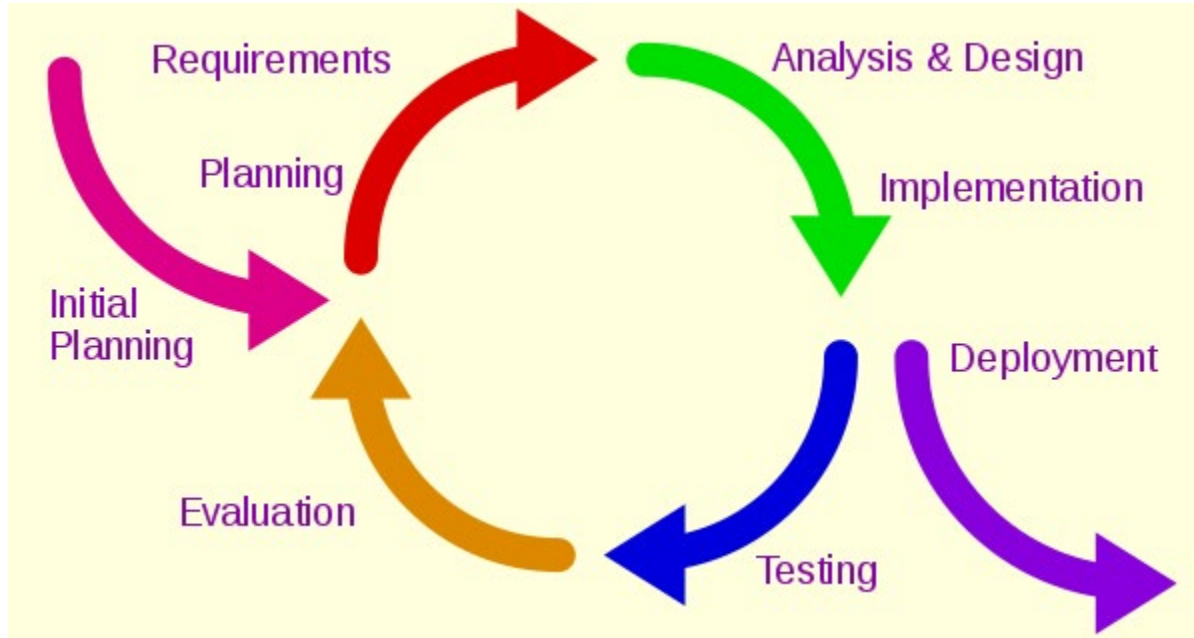 Requirements
Analysis & Design
Planning
Implementation
Initial
Planning
Deployment
Evaluation
Testing